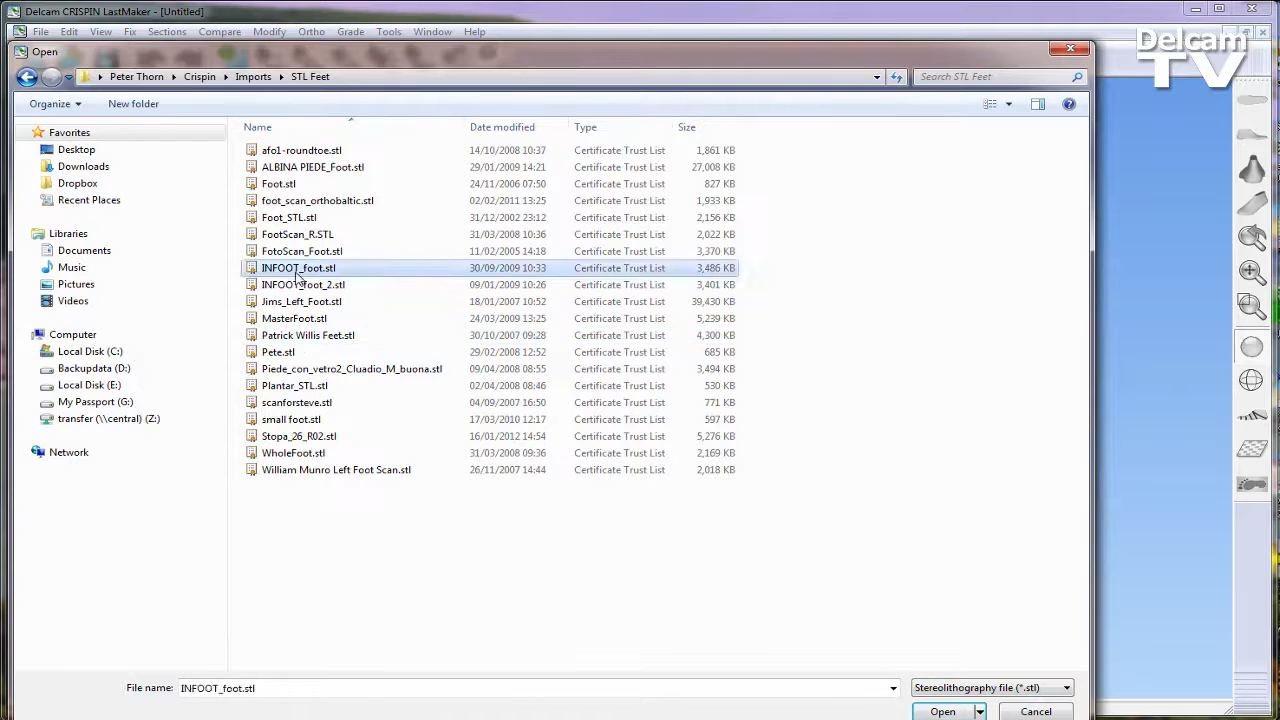 Delcam CRISPIN LastMaker - [Untitled]
File Edit View Fix Sections Compare Modify Ortho Grade Tools Window Help
Delcam
TV
Open
Peter Thorn Crispin Imports STL Feet Search STL Feet
Organize New folder
Name Date modified Type Size
Favorites
Desktop
Downloads
Dropbox
Recent Places
Libraries
Documents
Music
Pictures
Videos
Computer
Local Disk (C:)
Backupdata (D:)
Local Disk (E:)
My Passport (G:)
transfer (\\central) (Z:)
Network
afo1-roundtoe.stl 14/10/2008 10:37 Certificate Trust List 1,861 KB
ALBINA PIEDE_Foot.stl 29/01/2009 14:21 Certificate Trust List 27,008 KB
Foot.stl 24/11/2006 07:50 Certificate Trust List 827 KB
foot_scan_orthobaltic.stl 02/02/2011 13:25 Certificate Trust List 1,933 KB
Foot_STL.stl 31/12/2002 23:12 Certificate Trust List 2,156 KB
FootScan_R.STL 31/03/2008 10:36 Certificate Trust List 2,022 KB
FotoScan_Foot.stl 11/02/2005 14:18 Certificate Trust List 3,370 KB
INFOOT_foot.stl 30/09/2009 10:33 Certificate Trust List 3,486 KB
INFOOT_foot_2.stl 09/01/2009 10:26 Certificate Trust List 3,401 KB
Jims_Left_Foot.stl 18/01/2007 10:52 Certificate Trust List 39,430 KB
MasterFoot.stl 24/03/2009 13:25 Certificate Trust List 5,239 KB
Patrick Willis Feet.stl 30/10/2007 09:28 Certificate Trust List 4,300 KB
Pete.stl 29/02/2008 12:52 Certificate Trust List 685 KB
Piede_con_vetro2_Cluadio_M_buona.stl 09/04/2008 08:55 Certificate Trust List 3,494 KB
Plantar_STL.stl 02/04/2008 08:46 Certificate Trust List 530 KB
scanforsteve.stl 04/09/2007 16:50 Certificate Trust List 771 KB
small foot.stl 17/03/2010 12:17 Certificate Trust List 597 KB
Stopa_26_R02.stl 16/01/2012 14:54 Certificate Trust List 5,276 KB
WholeFoot.stl 31/03/2008 09:36 Certificate Trust List 2,169 KB
William Munro Left Foot Scan.stl 26/11/2007 14:44 Certificate Trust List 2,018 KB
File name: INFOOT_foot.stl Stereolithography file (*.stl)
Open Cancel